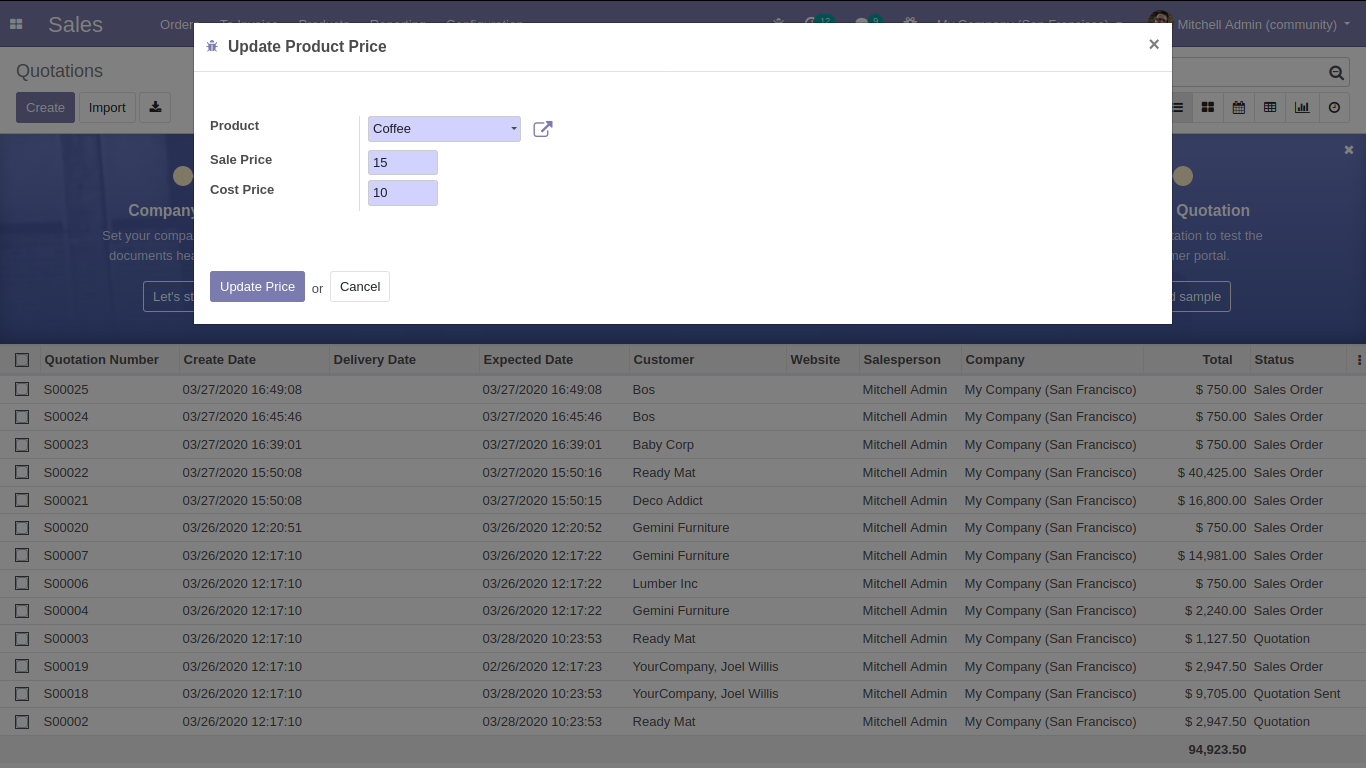 Sales
Order
To Invoice Products Reporting Configuration
12
9
My Company (San Francisco)
Mitchell Admin (community)
Update Product Price
×
Quotations
Create
Import
Product
Coffee
Sale Price
15
Cost Price
10
Update Price or Cancel
Company
Set your compa
documents hea
Let's st
Quotation
ation to test the
ner portal.
d sample
Quotation Number Create Date Delivery Date Expected Date Customer Website Salesperson Company Total Status
S00025 03/27/2020 16:49:08 03/27/2020 16:49:08 Bos Mitchell Admin My Company (San Francisco) $ 750.00 Sales Order
S00024 03/27/2020 16:45:46 03/27/2020 16:45:46 Bos Mitchell Admin My Company (San Francisco) $ 750.00 Sales Order
S00023 03/27/2020 16:39:01 03/27/2020 16:39:01 Baby Corp Mitchell Admin My Company (San Francisco) $ 750.00 Sales Order
S00022 03/27/2020 15:50:08 03/27/2020 15:50:16 Ready Mat Mitchell Admin My Company (San Francisco) $ 40,425.00 Sales Order
S00021 03/27/2020 15:50:08 03/27/2020 15:50:15 Deco Addict Mitchell Admin My Company (San Francisco) $ 16,800.00 Sales Order
S00020 03/26/2020 12:20:51 03/26/2020 12:20:52 Gemini Furniture Mitchell Admin My Company (San Francisco) $ 750.00 Sales Order
S00007 03/26/2020 12:17:10 03/26/2020 12:17:22 Gemini Furniture Mitchell Admin My Company (San Francisco) $ 14,981.00 Sales Order
S00006 03/26/2020 12:17:10 03/26/2020 12:17:22 Lumber Inc Mitchell Admin My Company (San Francisco) $ 750.00 Sales Order
S00004 03/26/2020 12:17:10 03/26/2020 12:17:22 Gemini Furniture Mitchell Admin My Company (San Francisco) $ 2,240.00 Sales Order
S00003 03/26/2020 12:17:10 03/28/2020 10:23:53 Ready Mat Mitchell Admin My Company (San Francisco) $ 1,127.50 Quotation
S00019 03/26/2020 12:17:10 02/26/2020 12:17:23 YourCompany, Joel Willis Mitchell Admin My Company (San Francisco) $ 2,947.50 Sales Order
S00018 03/26/2020 12:17:10 03/28/2020 10:23:53 YourCompany, Joel Willis Mitchell Admin My Company (San Francisco) $ 9,705.00 Quotation Sent
S00002 03/26/2020 12:17:10 03/28/2020 10:23:53 Ready Mat Mitchell Admin My Company (San Francisco) $ 2,947.50 Quotation
94,923.50